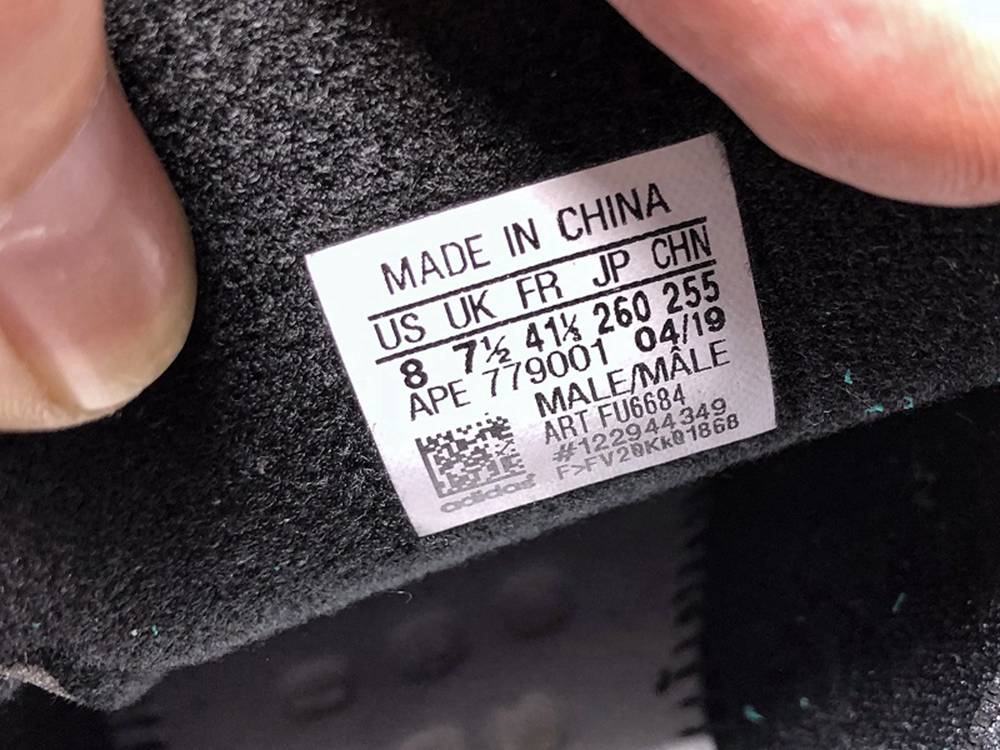 MADE IN CHINA
US UK FR JP CHN
8 7½ 41⅓ 260 255
APE 779001 04/19
MALE/MÂLE
ART FU6684
#122944349
F>FV20KK01868
adidas